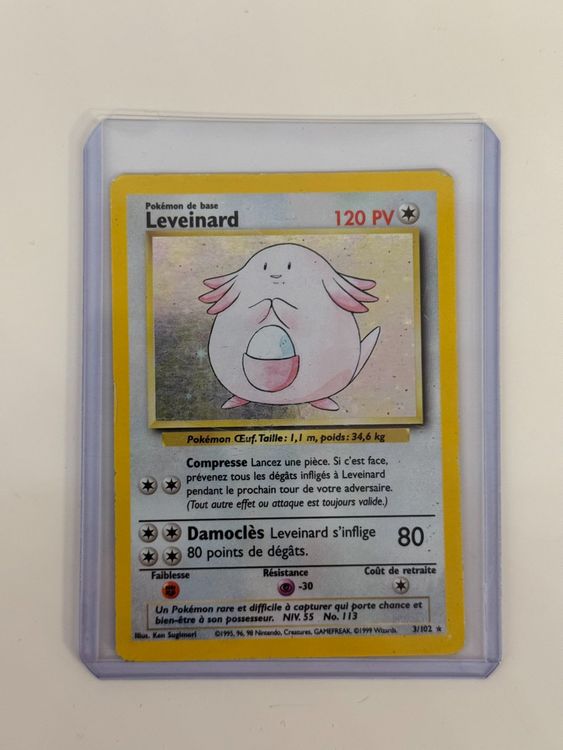 Pokémon de base
Leveinard 120 PV
Pokémon Œuf. Taille: 1,1 m, poids: 34,6 kg
Compresse Lancez une pièce. Si c'est face,
prévenez tous les dégâts infligés à Leveinard
pendant le prochain tour de votre adversaire.
(Tout autre effet ou attaque est toujours valide.)
Damoclès Leveinard s'inflige 80
80 points de dégâts.
Faiblesse Résistance Coût de retraite
-30
Un Pokémon rare et difficile à capturer qui porte chance et
bien-être à son possesseur. NIV. 55 No. 113
Illus. Ken Sugimori ©1995, 96, 98 Nintendo, Creatures, GAMEFREAK. ©1999 Wizards. 3/102 ★